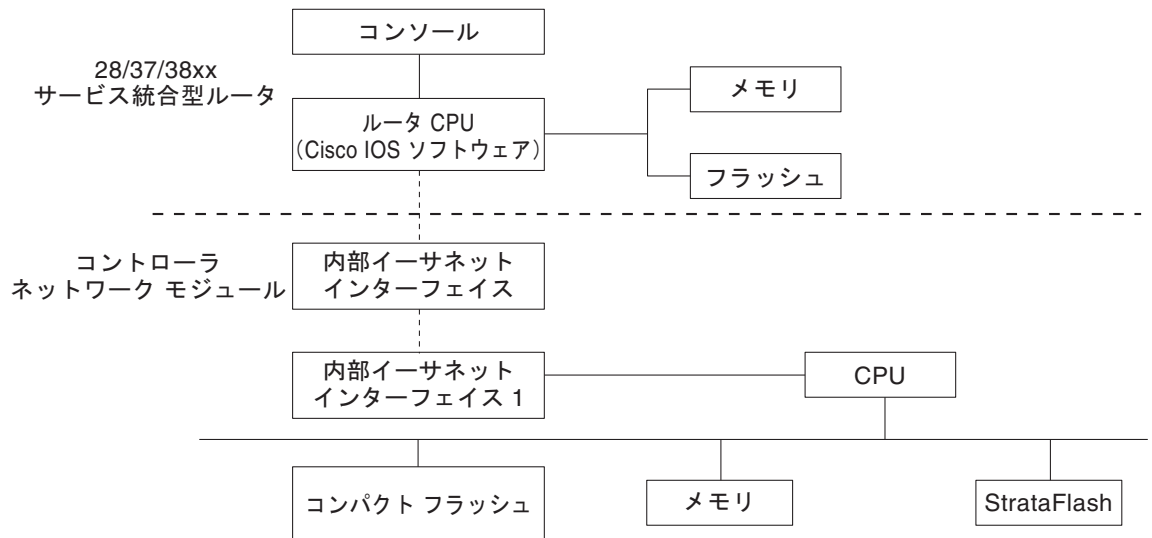 コンソール
28/37/38xx
サービス統合型ルータ
ルータ CPU
（Cisco IOS ソフトウェア）
メモリ
フラッシュ
コントローラ
ネットワーク モジュール
内部イーサネット
インターフェイス
内部イーサネット
インターフェイス 1
CPU
コンパクト フラッシュ
メモリ
StrataFlash